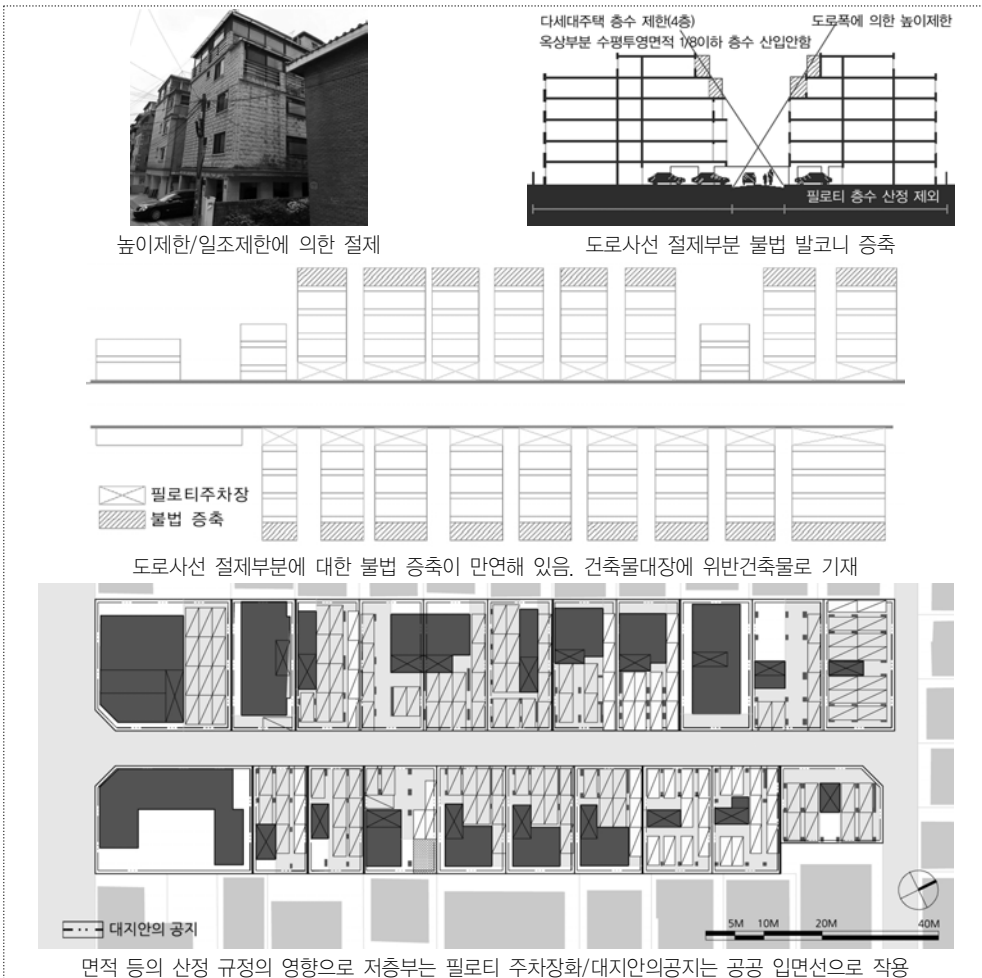 다세대주택 층수 제한(4층)
도로폭에 의한 높이제한
옥상부분 수평투영면적 1/8이하 층수 산입안함
필로티 층수 산정 제외
높이제한/일조제한에 의한 절제
도로사선 절제부분 불법 발코니 증축
필로티주차장
불법 증축
도로사선 절제부분에 대한 불법 증축이 만연해 있음. 건축물대장에 위반건축물로 기재
대지안의 공지
5M 10M 20M 40M
면적 등의 산정 규정의 영향으로 저층부는 필로티 주차장화/대지안의공지는 공공 입면선으로 작용